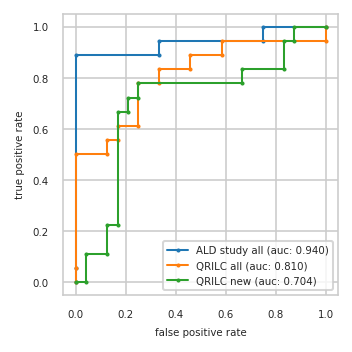 1.0
0.8
0.6
0.4
0.2
0.0
true positive rate
ALD study all (auc: 0.940)
QRILC all (auc: 0.810)
QRILC new (auc: 0.704)
0.0 0.2 0.4 0.6 0.8 1.0
false positive rate